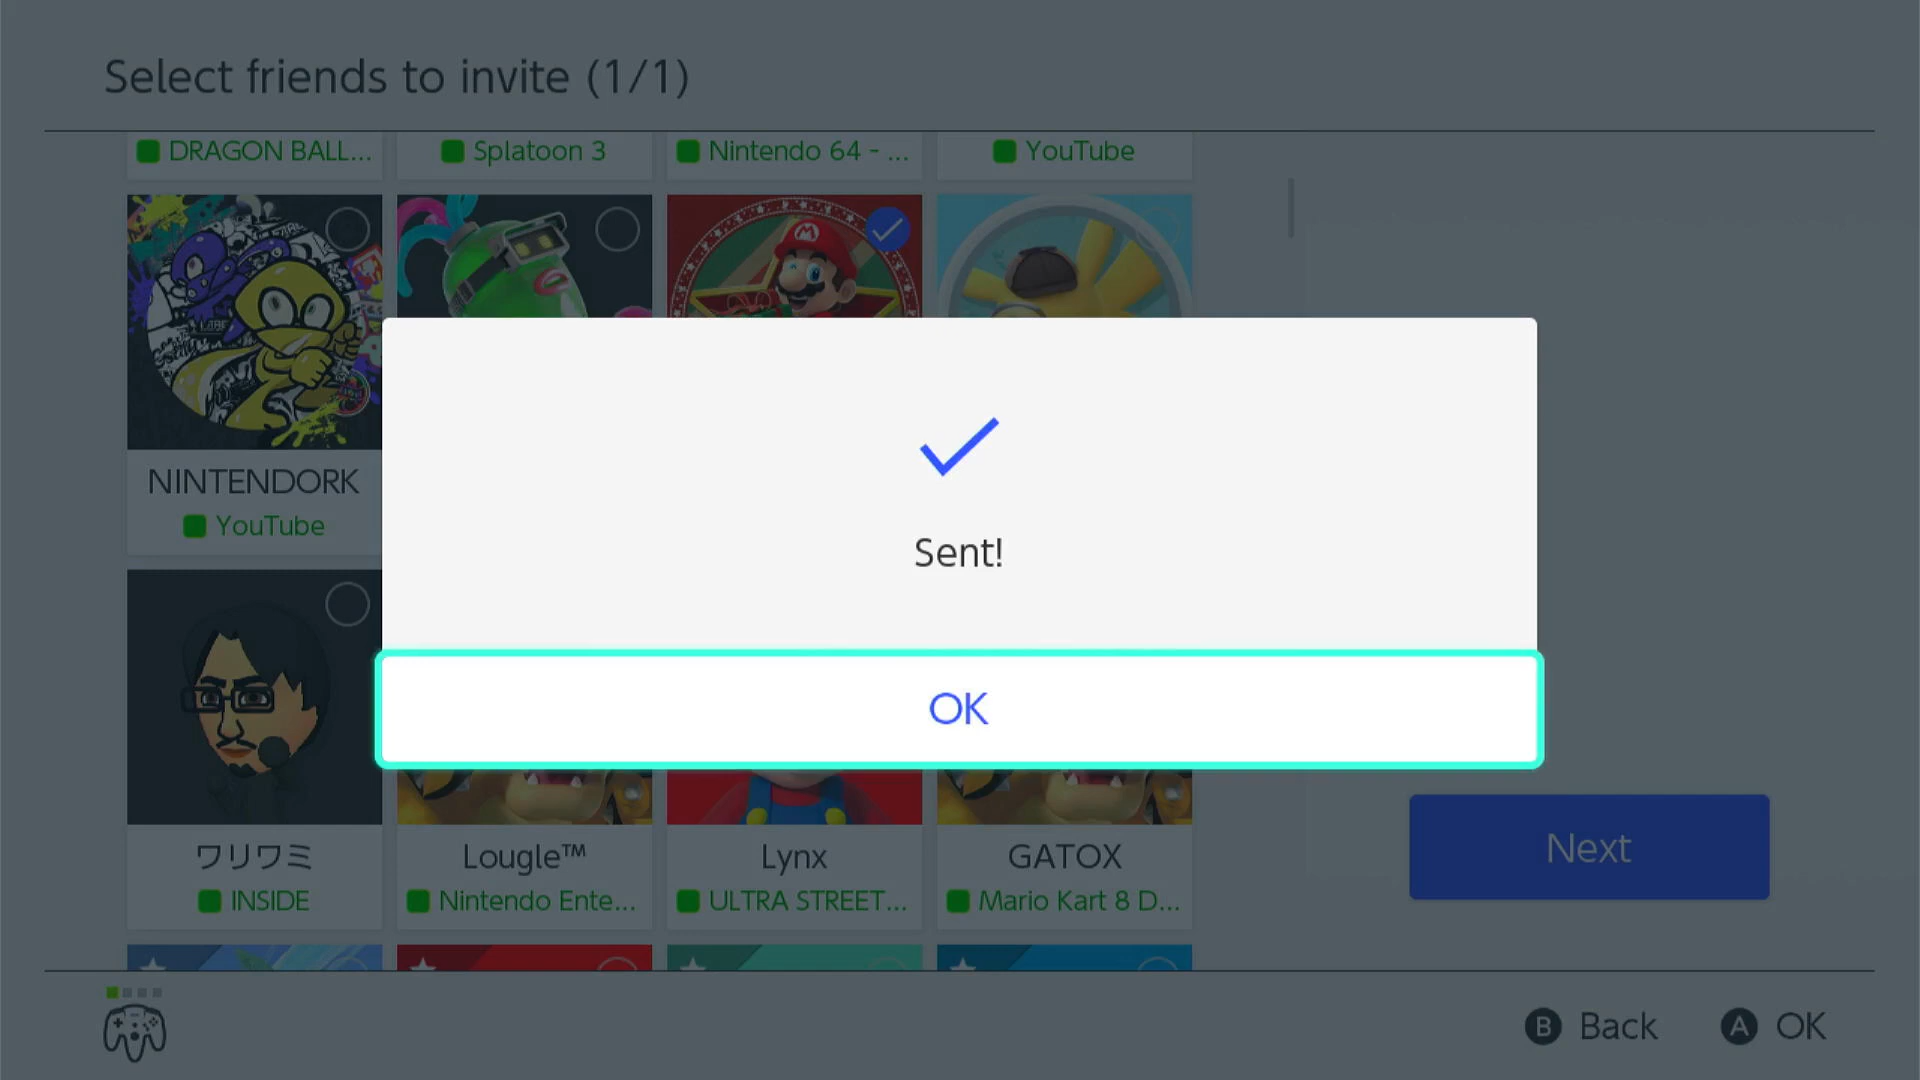 Select friends to invite (1/1)
DRAGON BALL...
Splatoon 3
Nintendo 64 - ...
YouTube
NINTENDORK
YouTube
Sent!
OK
ワリワミ
Lougle™
Lynx
GATOX
INSIDE
Nintendo Ente...
ULTRA STREET...
Mario Kart 8 D...
Next
B Back
A OK